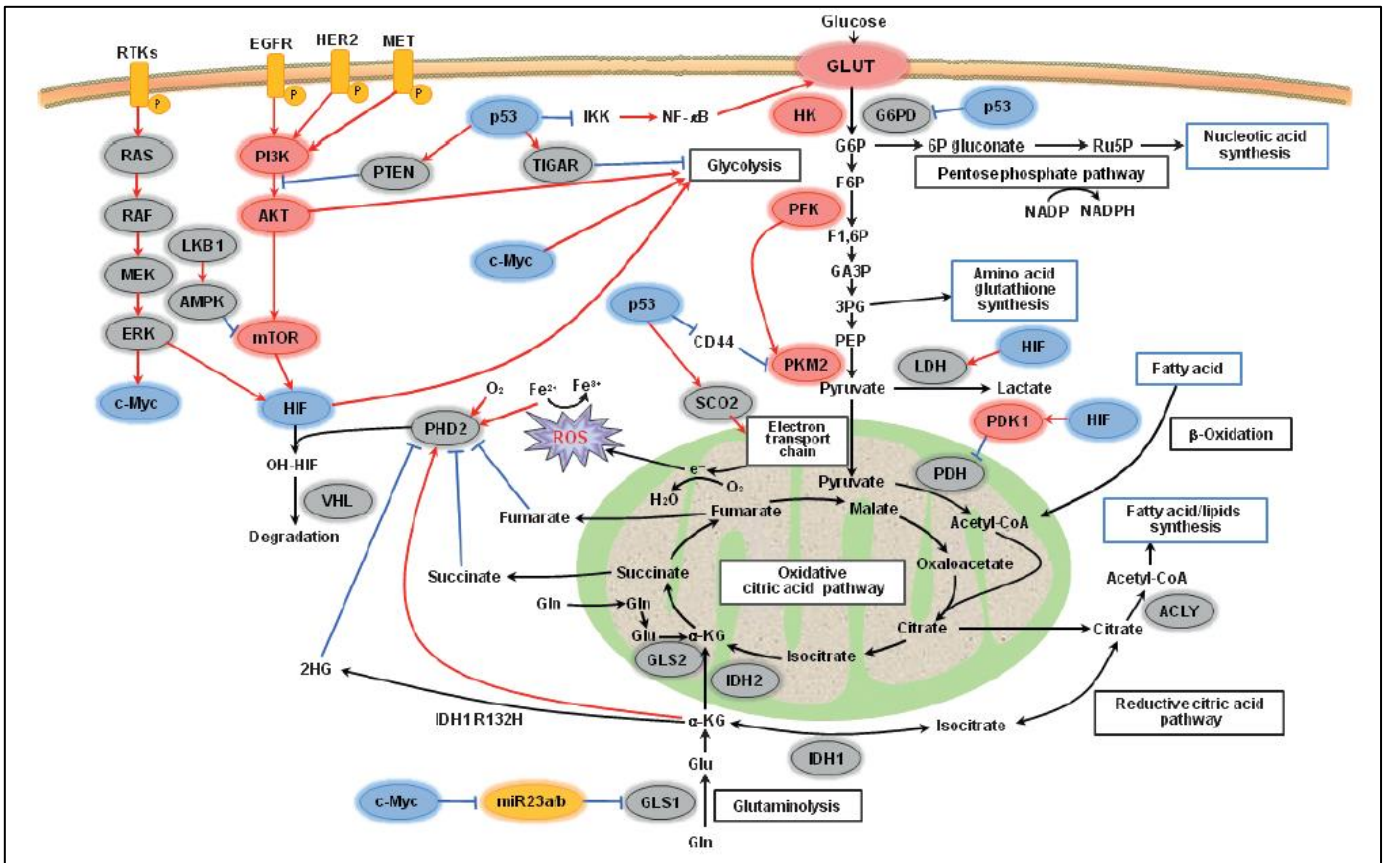 Glucose
RTKs
EGFR
HER2
MET
P
P
P
P
GLUT
RAS
RAF
MEK
ERK
c-Myc
PI3K
AKT
LKB1
AMPK
mTOR
HIF
p53
IKK
NF-κB
PTEN
TIGAR
Glycolysis
c-Myc
HK
G6PD
p53
G6P
6P gluconate
Ru5P
Nucleotic acid
synthesis
Pentosephosphate pathway
NADP
NADPH
F6P
PFK
F1,6P
GA3P
3PG
Amino acid
glutathione
synthesis
PEP
p53
CD44
PKM2
Pyruvate
LDH
HIF
Lactate
SCO2
Electron
transport
chain
PDK1
HIF
PDH
Fatty acid
β-Oxidation
O₂
Fe²⁺
Fe³⁺
PHD2
ROS
OH-HIF
VHL
Degradation
e⁻
O₂
H₂O
Pyruvate
Acetyl-CoA
Fumarate
Fumarate
Malate
Oxaloacetate
Succinate
Succinate
Oxidative
citric acid pathway
Gln
Gln
Glu
α-KG
GLS2
IDH2
Isocitrate
Citrate
Citrate
Fatty acid/lipids
synthesis
Acetyl-CoA
ACLY
Reductive citric acid
pathway
2HG
IDH1 R132H
α-KG
IDH1
Isocitrate
Glu
c-Myc
miR23a/b
GLS1
Glutaminolysis
Gln